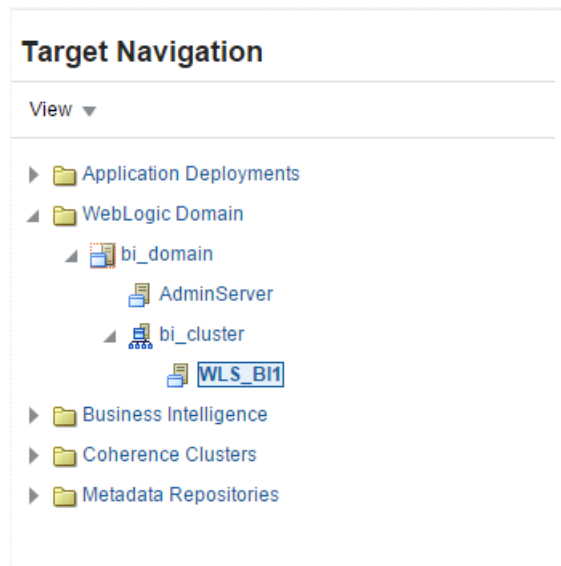 Target Navigation
View
Application Deployments
WebLogic Domain
bi_domain
AdminServer
bi_cluster
WLS_BI1
Business Intelligence
Coherence Clusters
Metadata Repositories